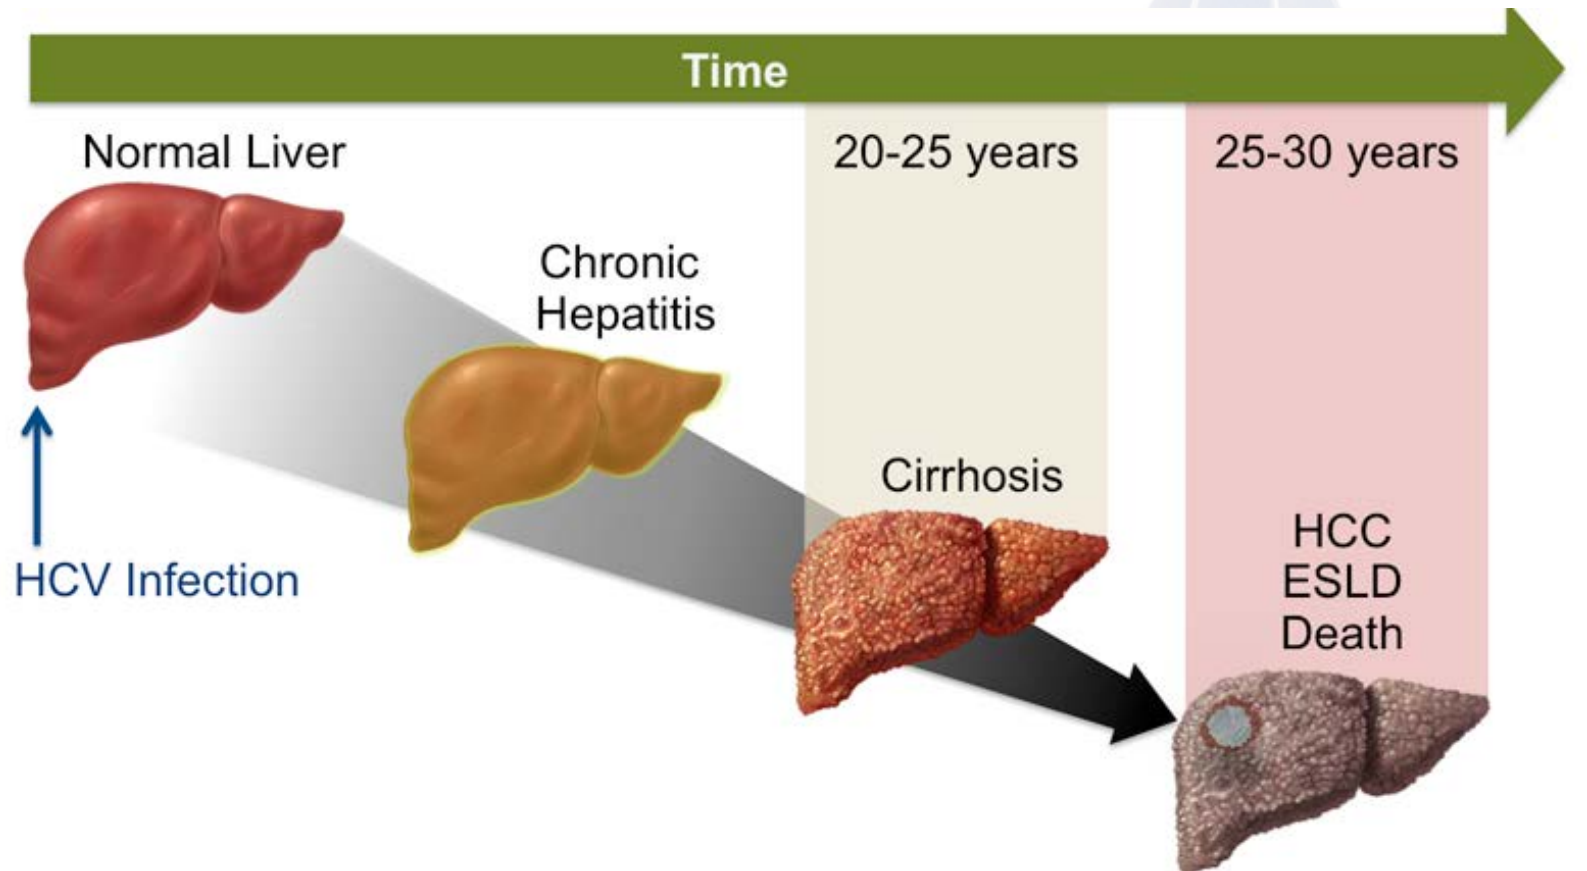 Time
Normal Liver
20-25 years
25-30 years
Chronic
Hepatitis
Cirrhosis
HCC
ESLD
Death
HCV Infection